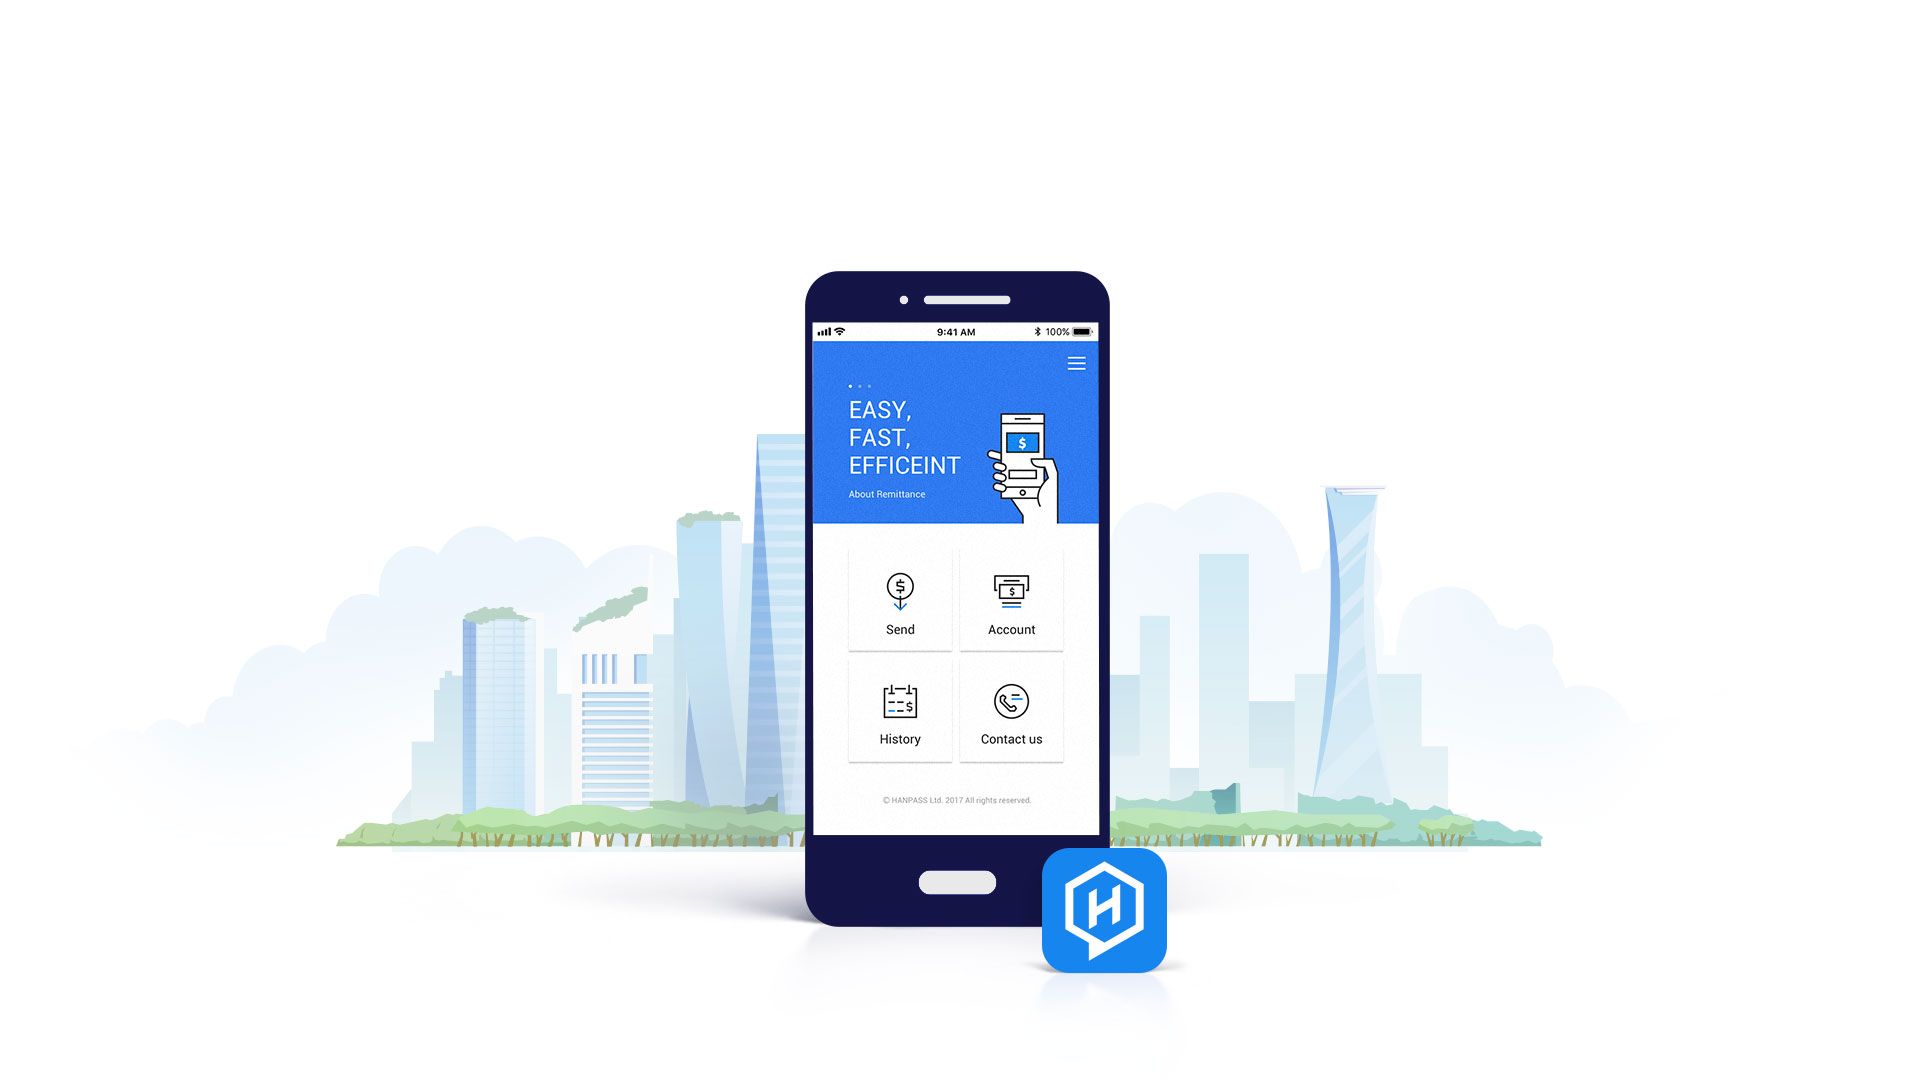 9:41 AM
100%
EASY,
FAST,
EFFICEINT
About Remittance
$
$
$
Send
Account
$
History
Contact us
© HANPASS Ltd. 2017 All rights reserved.
H